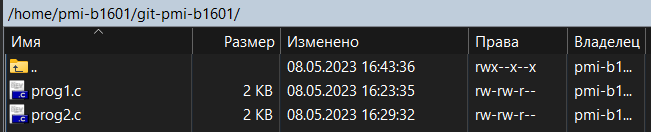 /home/pmi-b1601/git-pmi-b1601/
Имя Размер Изменено Права Владелец
.. 08.05.2023 16:43:36 rwx--x--x pmi-b1...
prog1.c 2 KB 08.05.2023 16:23:35 rw-rw-r-- pmi-b1...
prog2.c 2 KB 08.05.2023 16:29:32 rw-rw-r-- pmi-b1...